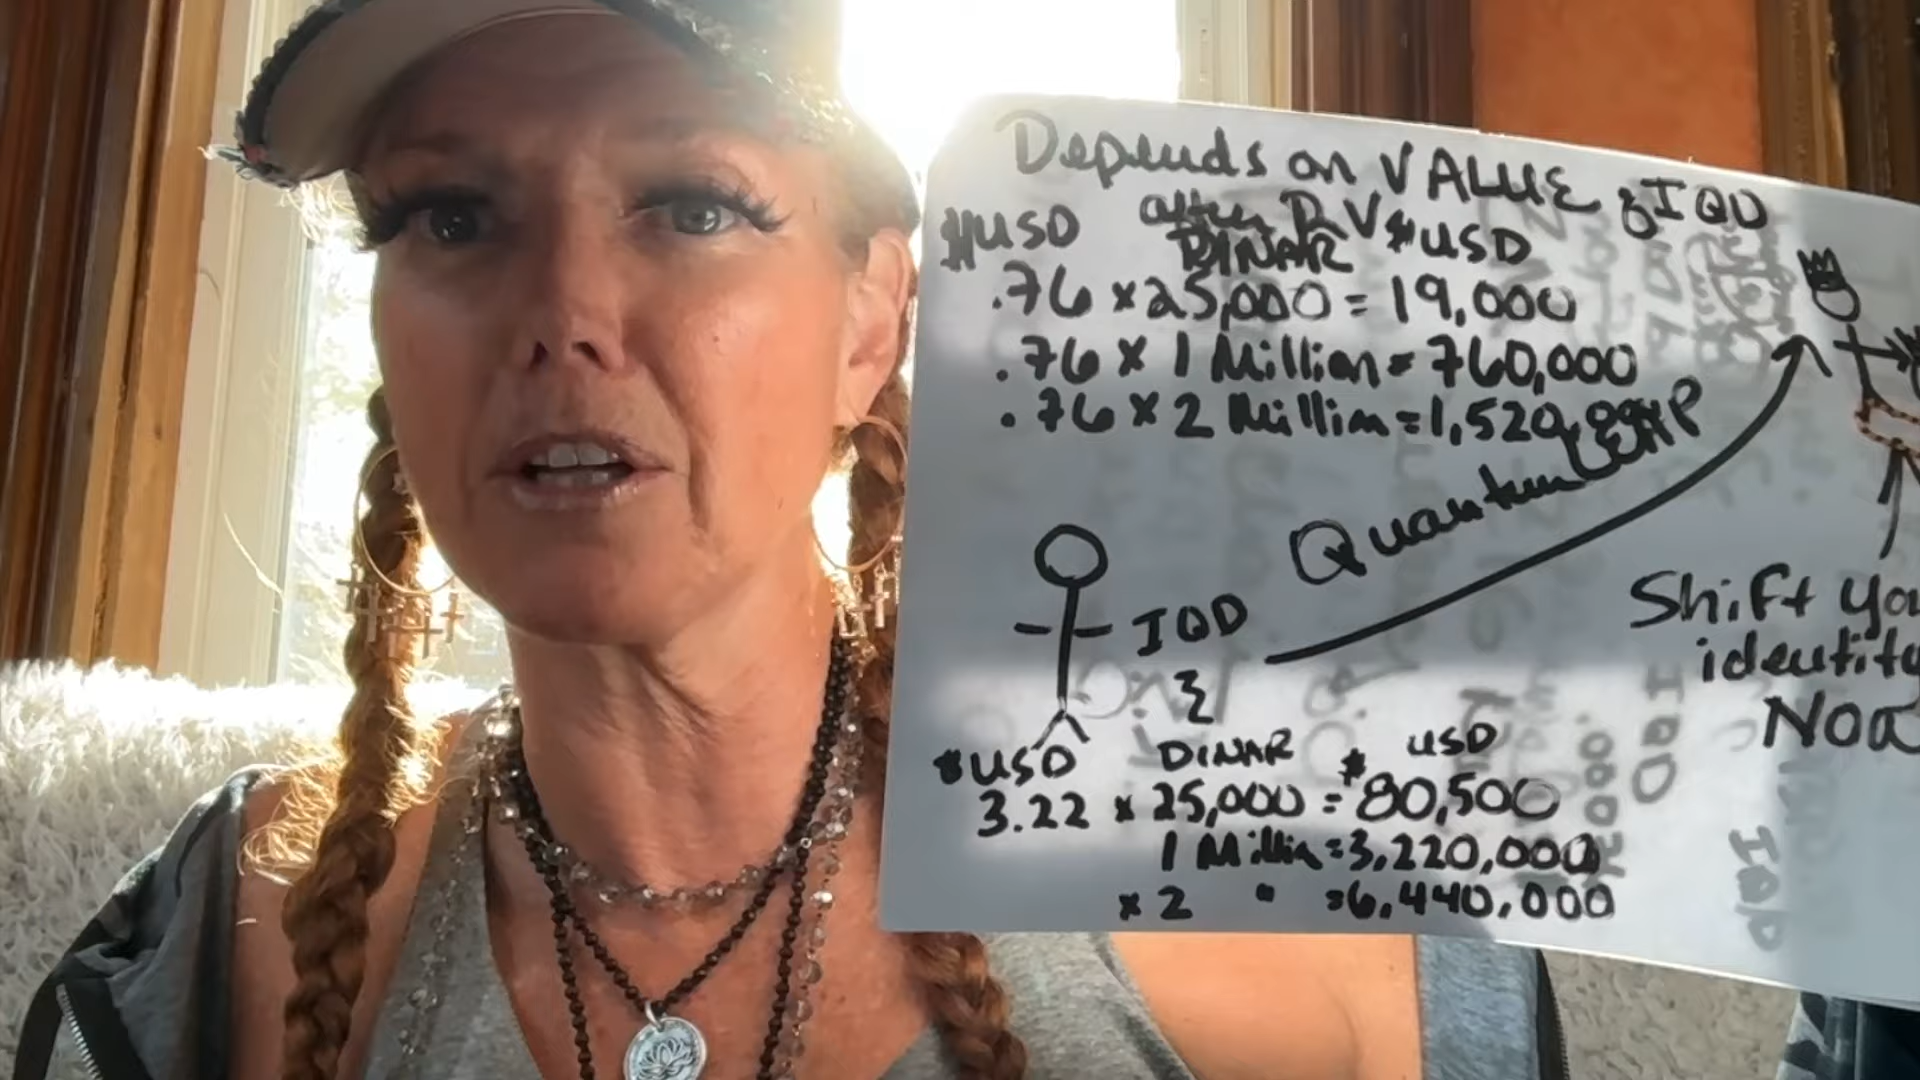 Depends on VALUE of IQD
after RV
$USD DINAR $USD
.76 x 25,000 = 19,000
.76 x 1 Million = 760,000
.76 x 2 Million = 1,520,
Quantum LEAP
IQD
Shift you
identity
Now
$USD DINAR $ USD
3.22 x 25,000 = 80,500
1 Million = 3,220,000
x 2 " = 6,440,000